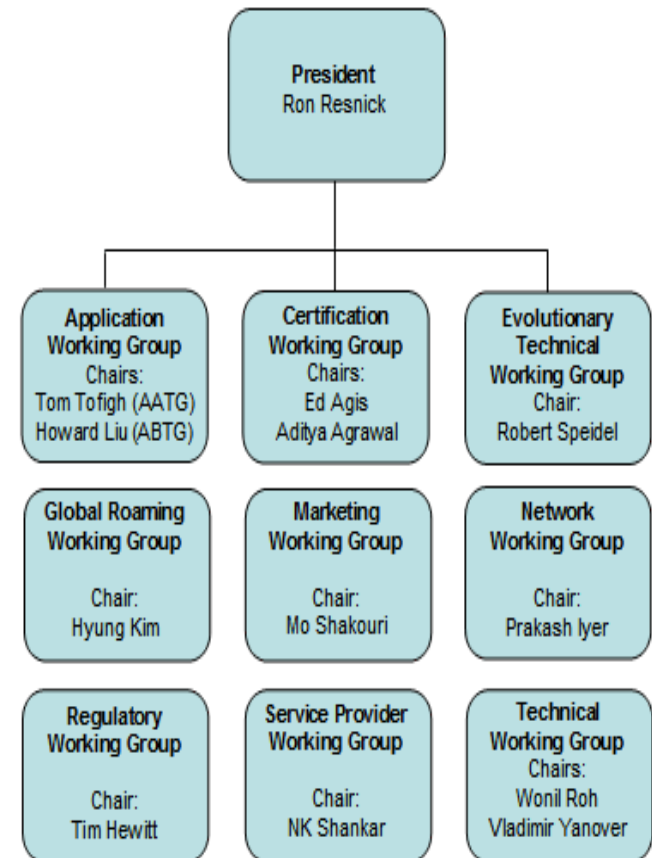 President
Ron Resnick
Application
Working Group
Chairs:
Tom Tofigh (AATG)
Howard Liu (ABTG)
Certification
Working Group
Chairs:
Ed Agis
Aditya Agrawal
Evolutionary
Technical
Working Group
Chair:
Robert Speidel
Global Roaming
Working Group
Chair:
Hyung Kim
Marketing
Working Group
Chair:
Mo Shakouri
Network
Working Group
Chair:
Prakash Iyer
Regulatory
Working Group
Chair:
Tim Hewitt
Service Provider
Working Group
Chair:
NK Shankar
Technical
Working Group
Chairs:
Wonil Roh
Vladimir Yanover